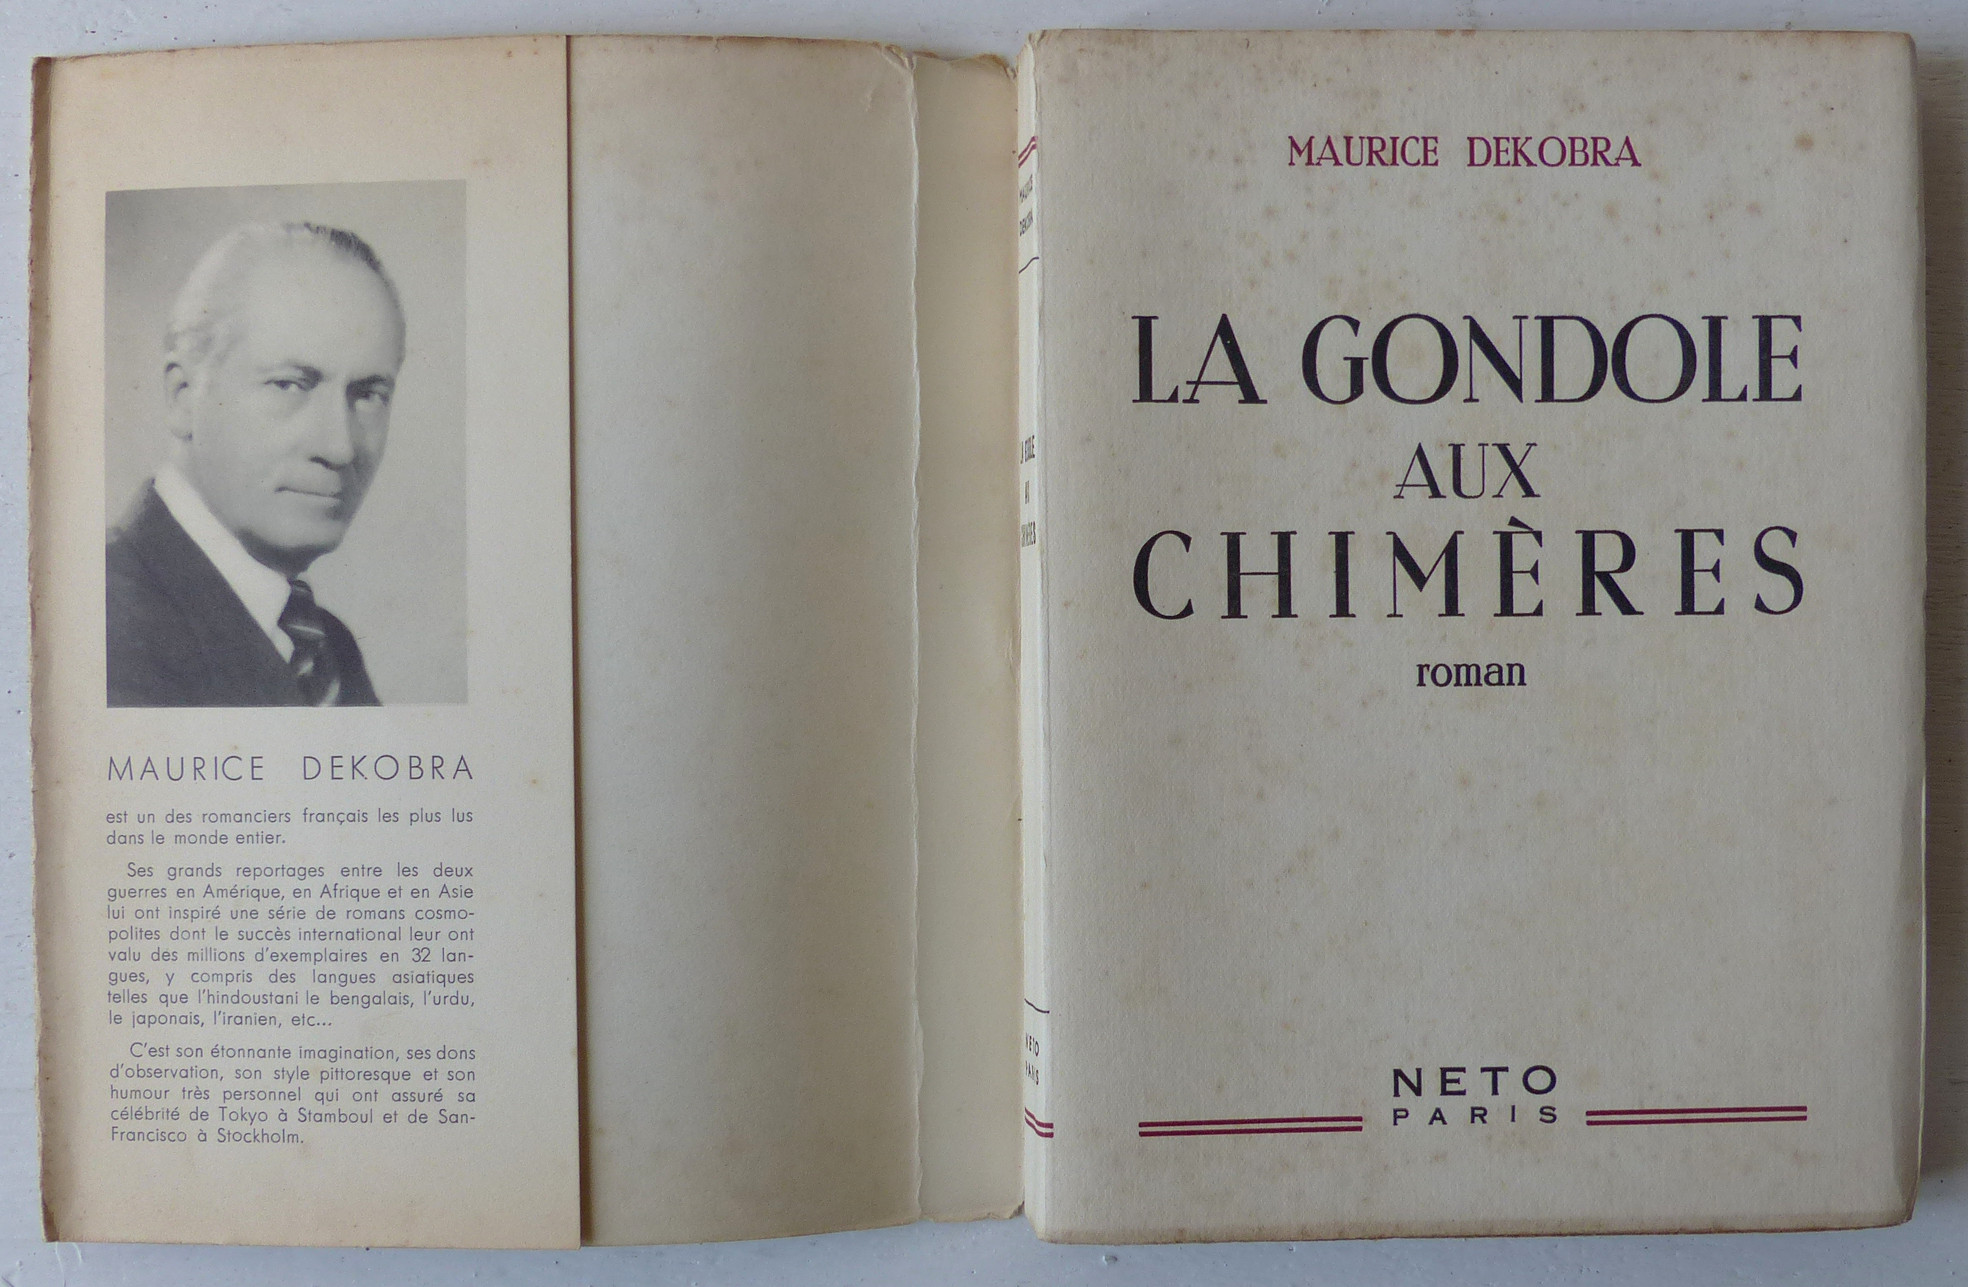 MAURICE DEKOBRA
est un des romanciers français les plus lus
dans le monde entier.
Ses grands reportages entre les deux
guerres en Amérique, en Afrique et en Asie
lui ont inspiré une série de romans cosmo-
polites dont le succès international leur ont
valu des millions d'exemplaires en 32 lan-
gues, y compris des langues asiatiques
telles que l'hindoustani le bengalais, l'urdu,
le japonais, l'iranien, etc...
C'est son étonnante imagination, ses dons
d'observation, son style pittoresque et son
humour très personnel qui ont assuré sa
célébrité de Tokyo à Stamboul et de San-
Francisco à Stockholm.
MAURICE
DEKOBRA
NETO
PARIS
MAURICE DEKOBRA
LA GONDOLE
AUX
CHIMÈRES
roman
NETO
PARIS